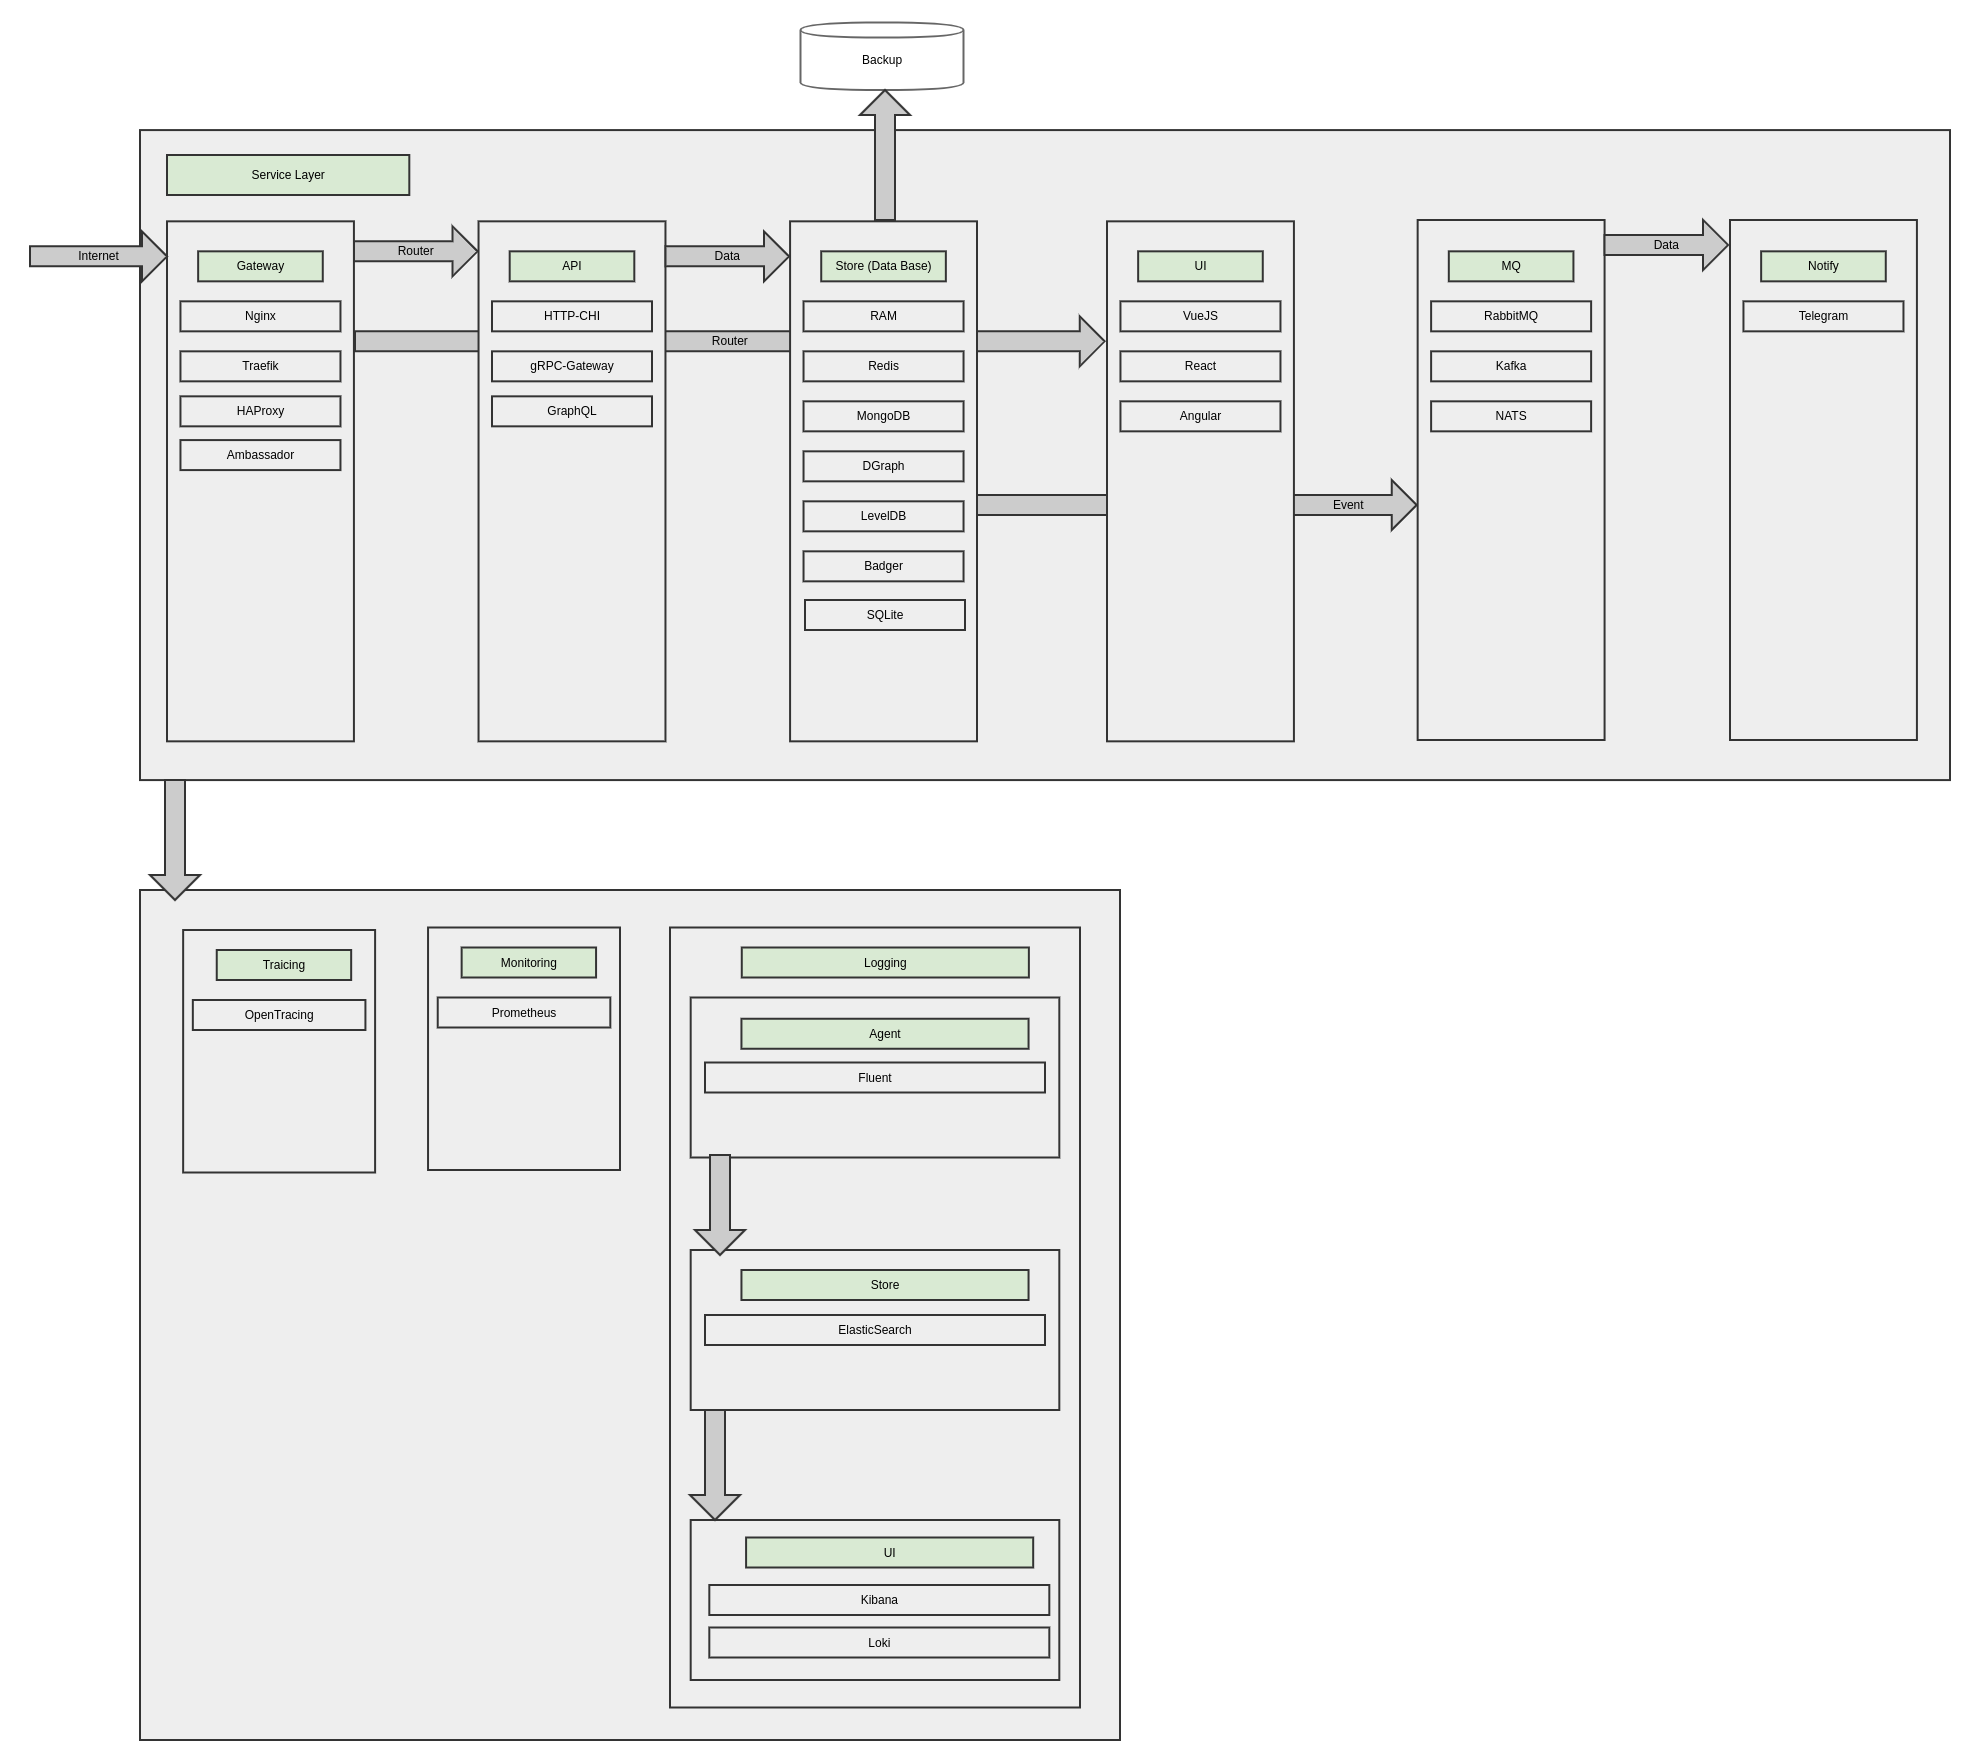 Backup
Service Layer
Internet
Gateway
Nginx
Traefik
HAProxy
Ambassador
Router
API
HTTP-CHI
gRPC-Gateway
GraphQL
Data
Router
Store (Data Base)
RAM
Redis
MongoDB
DGraph
LevelDB
Badger
SQLite
UI
VueJS
React
Angular
Event
MQ
RabbitMQ
Kafka
NATS
Data
Notify
Telegram
Traicing
OpenTracing
Monitoring
Prometheus
Logging
Agent
Fluent
Store
ElasticSearch
UI
Kibana
Loki